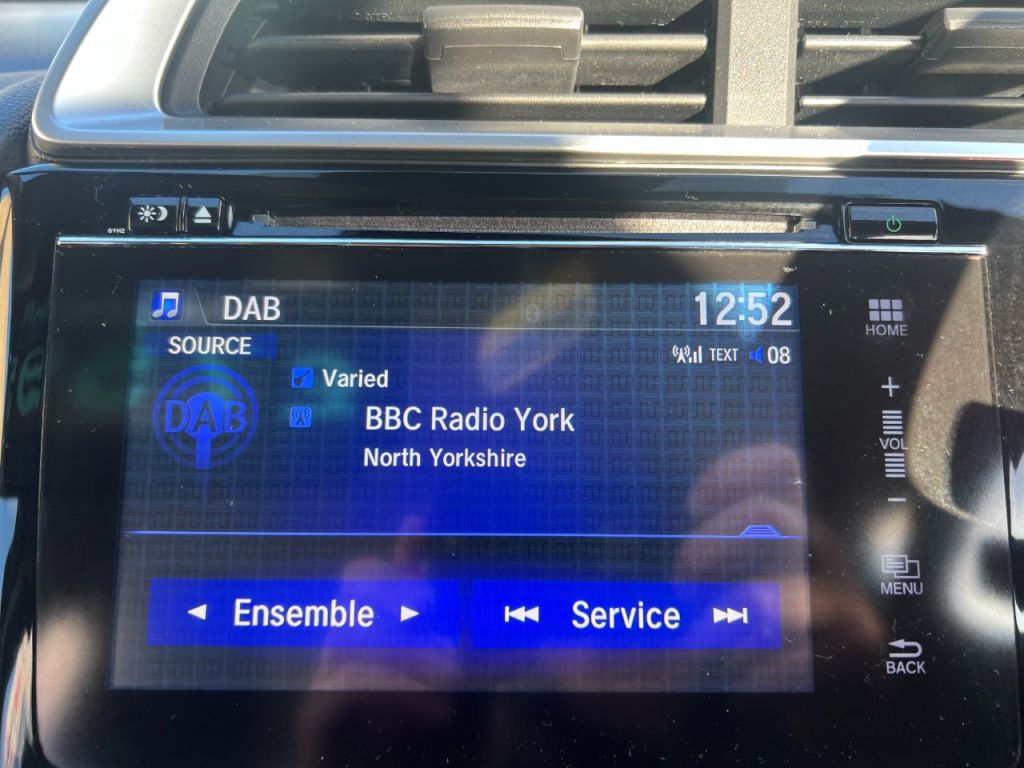 6YH2
DAB
12:52
HOME
SOURCE
TEXT 08
Varied
DAB
BBC Radio York
North Yorkshire
+
VOL
-
Ensemble
Service
MENU
BACK